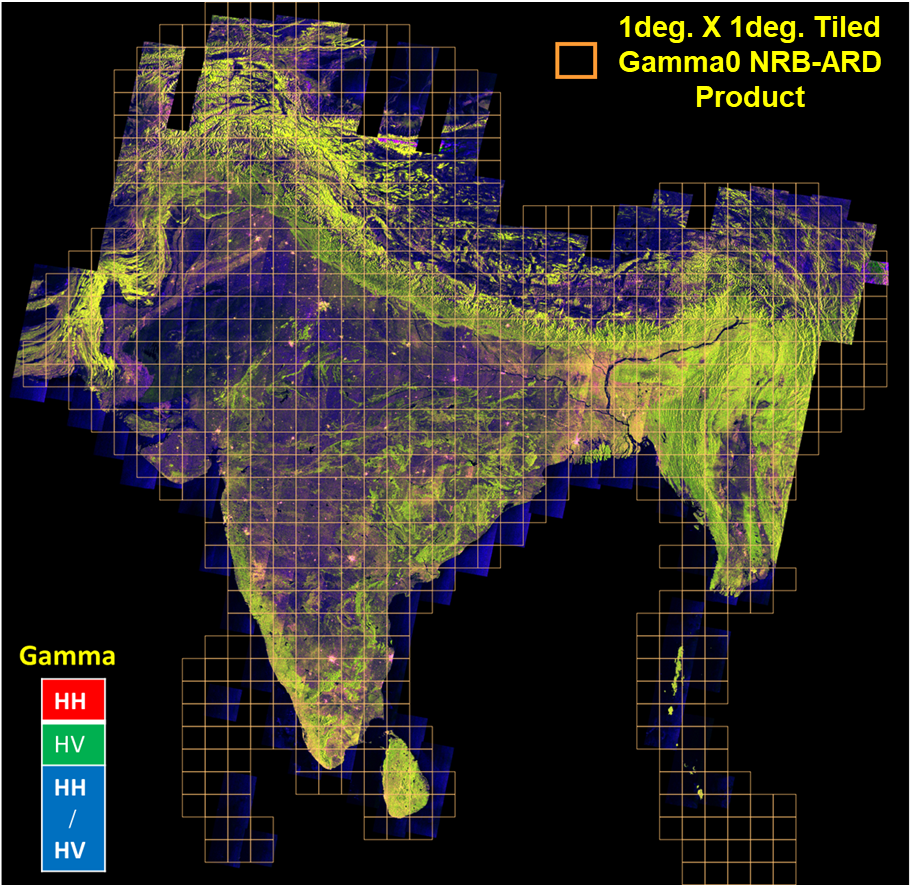 1deg. X 1deg. Tiled
Gamma0 NRB-ARD
Product
Gamma
HH
HV
HH
/
HV